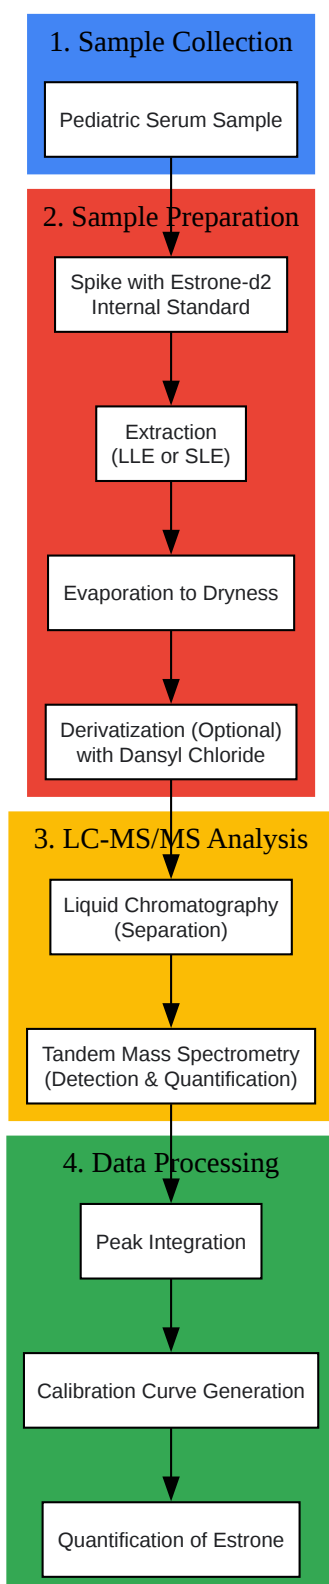 1. Sample Collection
Pediatric Serum Sample
2. Sample Preparation
Spike with Estrone-d2
Internal Standard
Extraction
(LLE or SLE)
Evaporation to Dryness
Derivatization (Optional)
with Dansyl Chloride
3. LC-MS/MS Analysis
Liquid Chromatography
(Separation)
Tandem Mass Spectrometry
(Detection & Quantification)
4. Data Processing
Peak Integration
Calibration Curve Generation
Quantification of Estrone